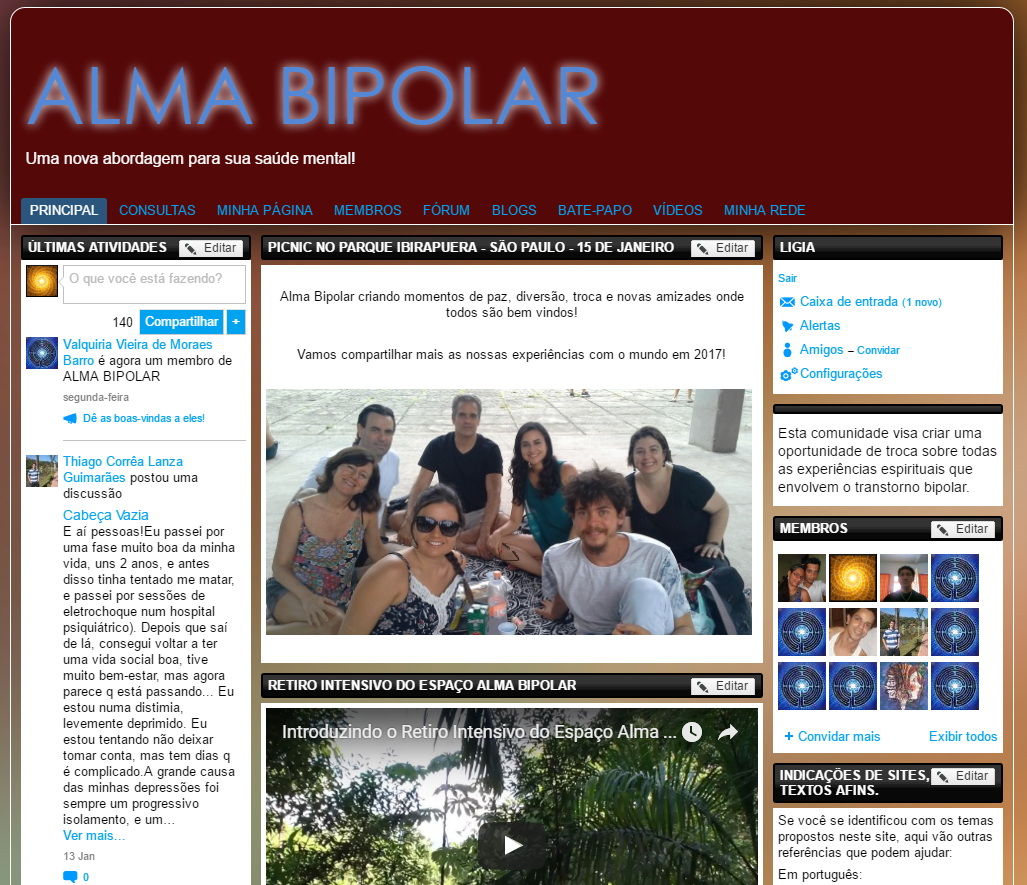 ALMA BIPOLAR
Uma nova abordagem para sua saúde mental!
PRINCIPAL CONSULTAS MINHA PÁGINA MEMBROS FÓRUM BLOGS BATE-PAPO VÍDEOS MINHA REDE
ÚLTIMAS ATIVIDADES Editar
O que você está fazendo?
140 Compartilhar +
Valquiria Vieira de Moraes
Barro é agora um membro de
ALMA BIPOLAR
segunda-feira
Dê as boas-vindas a eles!
Thiago Corrêa Lanza
Guimarães postou uma
discussão
Cabeça Vazia
E aí pessoas!Eu passei por
uma fase muito boa da minha
vida, uns 2 anos, e antes
disso tinha tentado me matar,
e passei por sessões de
eletrochoque num hospital
psiquiátrico). Depois que saí
de lá, consegui voltar a ter
uma vida social boa, tive
muito bem-estar, mas agora
parece q está passando... Eu
estou numa distimia,
levemente deprimido. Eu
estou tentando não deixar
tomar conta, mas tem dias q
é complicado.A grande causa
das minhas depressões foi
sempre um progressivo
isolamento, e um…
Ver mais...
13 Jan
0
PICNIC NO PARQUE IBIRAPUERA - SÃO PAULO - 15 DE JANEIRO Editar
Alma Bipolar criando momentos de paz, diversão, troca e novas amizades onde
todos são bem vindos!
Vamos compartilhar mais as nossas experiências com o mundo em 2017!
RETIRO INTENSIVO DO ESPAÇO ALMA BIPOLAR Editar
Introduzindo o Retiro Intensivo do Espaço Alma ...
LIGIA
Sair
Caixa de entrada (1 novo)
Alertas
Amigos – Convidar
Configurações
Esta comunidade visa criar uma
oportunidade de troca sobre todas
as experiências espirituais que
envolvem o transtorno bipolar.
MEMBROS Editar
+ Convidar mais Exibir todos
INDICAÇÕES DE SITES, Editar
TEXTOS AFINS.
Se você se identificou com os temas
propostos neste site, aqui vão outras
referências que podem ajudar:
Em português: